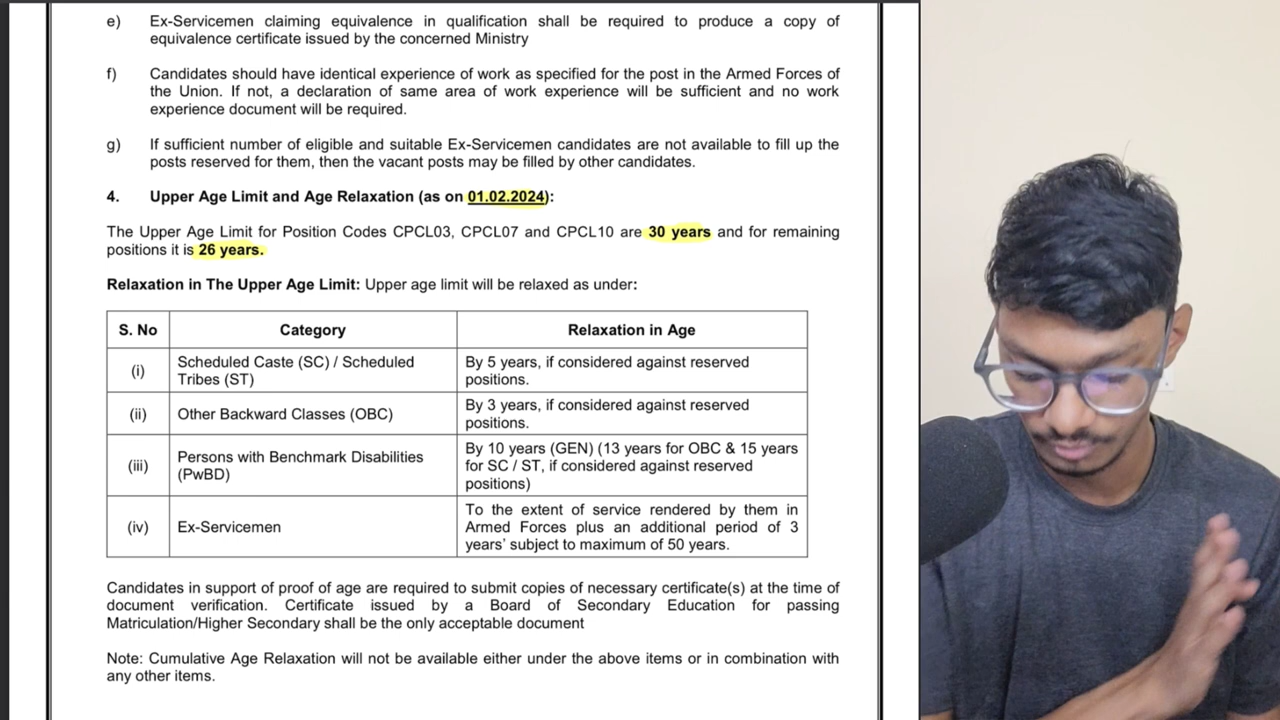 e) Ex-Servicemen claiming equivalence in qualification shall be required to produce a copy of
equivalence certificate issued by the concerned Ministry
f) Candidates should have identical experience of work as specified for the post in the Armed Forces of
the Union. If not, a declaration of same area of work experience will be sufficient and no work
experience document will be required.
g) If sufficient number of eligible and suitable Ex-Servicemen candidates are not available to fill up the
posts reserved for them, then the vacant posts may be filled by other candidates.
4. Upper Age Limit and Age Relaxation (as on 01.02.2024):
The Upper Age Limit for Position Codes CPCL03, CPCL07 and CPCL10 are 30 years and for remaining
positions it is 26 years.
Relaxation in The Upper Age Limit: Upper age limit will be relaxed as under:
S. No Category Relaxation in Age
(i) Scheduled Caste (SC) / Scheduled
Tribes (ST)
By 5 years, if considered against reserved
positions.
(ii) Other Backward Classes (OBC)
By 3 years, if considered against reserved
positions.
(iii) Persons with Benchmark Disabilities
(PwBD)
By 10 years (GEN) (13 years for OBC & 15 years
for SC / ST, if considered against reserved
positions)
(iv) Ex-Servicemen
To the extent of service rendered by them in
Armed Forces plus an additional period of 3
years' subject to maximum of 50 years.
Candidates in support of proof of age are required to submit copies of necessary certificate(s) at the time of
document verification. Certificate issued by a Board of Secondary Education for passing
Matriculation/Higher Secondary shall be the only acceptable document
Note: Cumulative Age Relaxation will not be available either under the above items or in combination with
any other items.